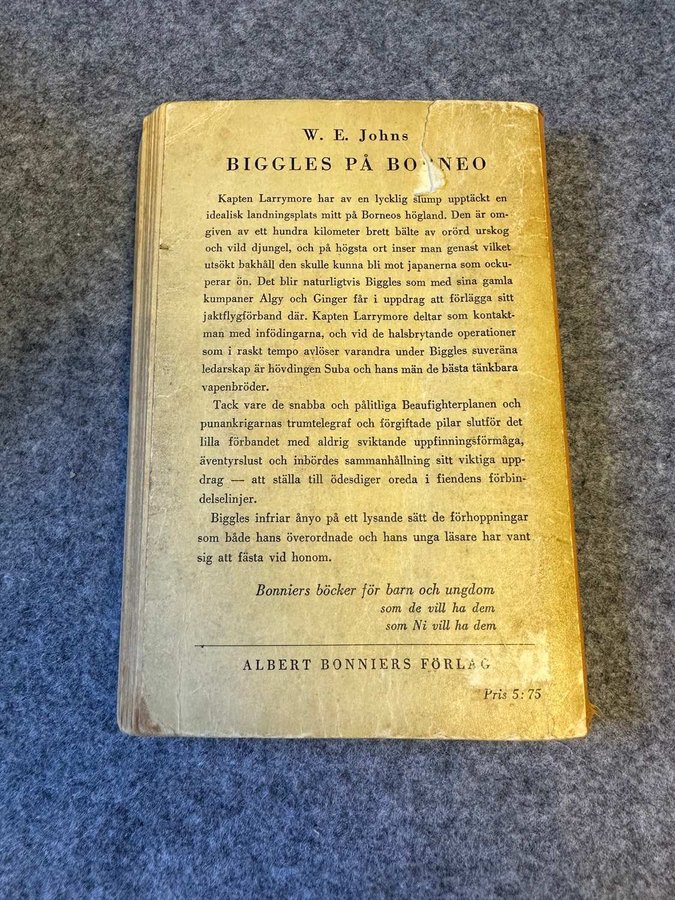 W. E. Johns
BIGGLES PÅ BORNEO
Kapten Larrymore har av en lycklig slump upptäckt en
idealisk landningsplats mitt på Borneos högland. Den är om-
given av ett hundra kilometer brett bälte av orörd urskog
och vild djungel, och på högsta ort inser man genast vilket
utsökt bakhåll den skulle kunna bli mot japanerna som ocku-
perar ön. Det blir naturligtvis Biggles som med sina gamla
kumpaner Algy och Ginger får i uppdrag att förlägga sitt
jaktflygförband där. Kapten Larrymore deltar som kontakt-
man med infödingarna, och vid de halsbrytande operationer
som i raskt tempo avlöser varandra under Biggles suveräna
ledarskap är hövdingen Suba och hans män de bästa tänkbara
vapenbröder.
Tack vare de snabba och pålitliga Beaufighterplanen och
punankrigarnas trumtelegraf och förgiftade pilar slutför det
lilla förbandet med aldrig sviktande uppfinningsförmåga,
äventyrslust och inbördes sammanhållning sitt viktiga upp-
drag — att ställa till ödesdiger oreda i fiendens förbin-
delselinjer.
Biggles infriar ånyo på ett lysande sätt de förhoppningar
som både hans överordnade och hans unga läsare har vant
sig att fästa vid honom.
Bonniers böcker för barn och ungdom
som de vill ha dem
som Ni vill ha dem
ALBERT BONNIERS FÖRLAG
Pris 5:75